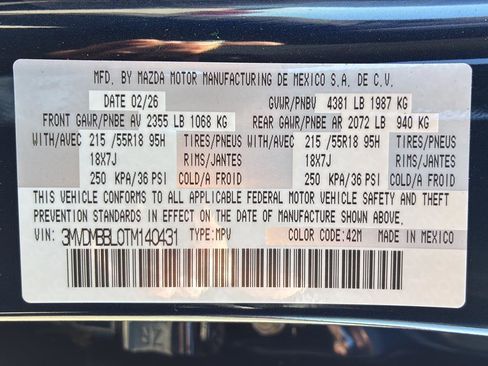 MFD. BY MAZDA MOTOR MANUFACTURING DE MEXICO S.A. DE C.V.
DATE 02/26 GVWR/PNBV 4381 LB 1987 KG
FRONT GAWR/PNBE AV 2355 LB 1068 KG REAR GAWR/PNBE AR 2072 LB 940 KG
WITH/AVEC 215 /55R18 95H TIRES/PNEUS WITH/AVEC 215 /55R18 95H TIRES/PNEUS
18X7J RIMS/JANTES 18X7J RIMS/JANTES
250 KPA/36 PSI COLD/A FROID 250 KPA/36 PSI COLD/A FROID
THIS VEHICLE CONFORMS TO ALL APPLICABLE FEDERAL MOTOR VEHICLE SAFETY AND THEFT
PREVENTION STANDARDS IN EFFECT ON THE DATE OF MANUFACTURE SHOWN ABOVE.
VIN: 3MVDMBBL0TM140431 TYPE:MPV COLOR CODE:42M MADE IN MEXICO